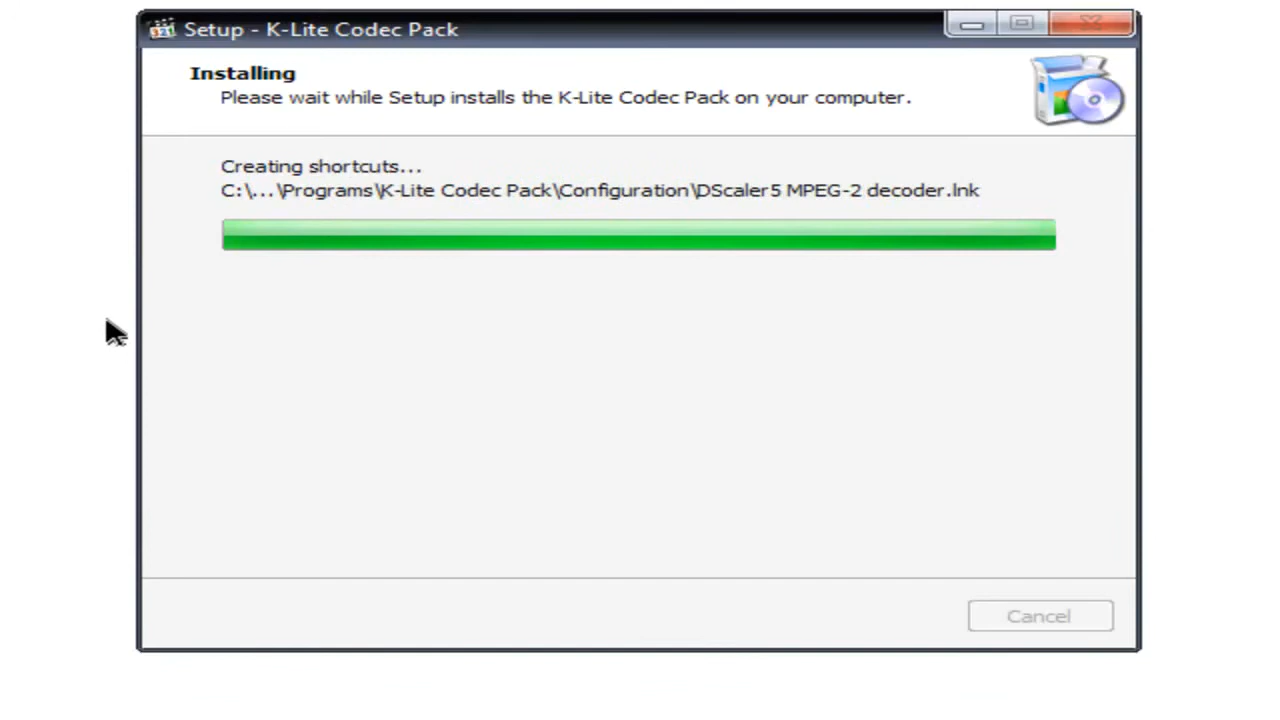 Setup - K-Lite Codec Pack
Installing
Please wait while Setup installs the K-Lite Codec Pack on your computer.
Creating shortcuts...
C:\...\Programs\K-Lite Codec Pack\Configuration\DScaler5 MPEG-2 decoder.lnk
Cancel